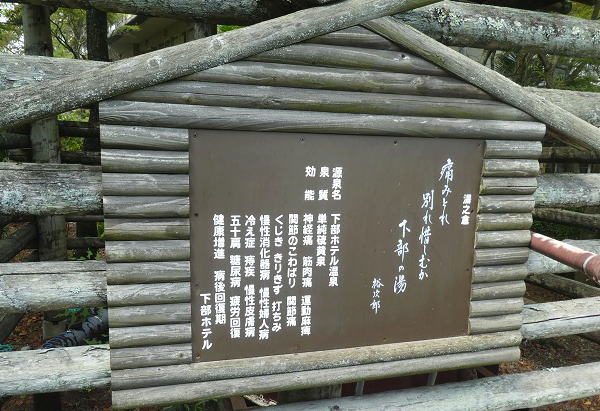 湯之里
痛みとれ
別れ惜しむか
下部の湯
裕次郎
源泉名 下部ホテル温泉
泉質 単純硫黄泉
効能 神経痛 筋肉痛 運動麻痺
関節のこわばり 関節痛
くじき きりきず 打ちみ
慢性消化器病 慢性婦人病
冷え症 痔疾 慢性皮膚病
五十肩 糖尿病 疲労回復
健康増進 病後回復期
下部ホテル